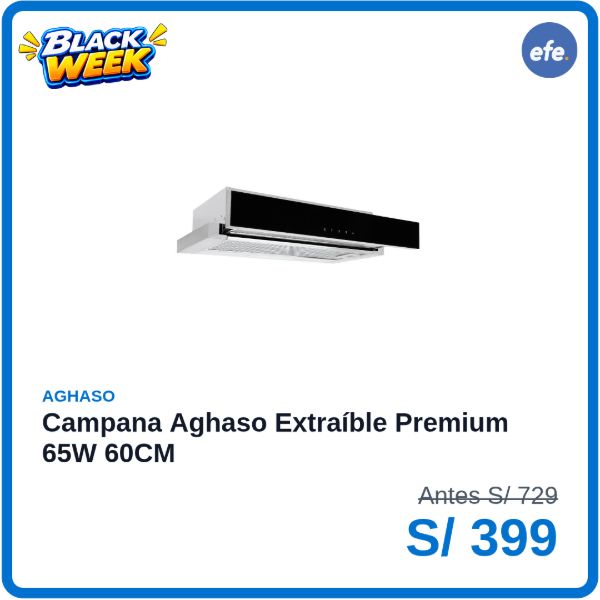 BLACK
WEEK
efe.
AGHASO
Campana Aghaso Extraíble Premium
65W 60CM
Antes S/ 729
S/ 399